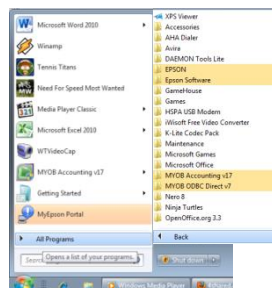 Microsoft Word 2010
Winamp
Tennis Titans
Need For Speed Most Wanted
Media Player Classic
Microsoft Excel 2010
WTVideoCap
MYOB Accounting v17
Getting Started
MyEpson Portal
All Programs
Opens a list of your programs.
XPS Viewer
Accessories
AHA Dialer
Avira
DAEMON Tools Lite
EPSON
Epson Software
GameHouse
Games
HSPA USB Modem
iWisoft Free Video Converter
K-Lite Codec Pack
Maintenance
Microsoft Games
Microsoft Office
MYOB Accounting v17
MYOB ODBC Direct v7
Nero 8
Ninja Turtles
OpenOffice.org 3.3
Back
Shut down
Windows Media Player